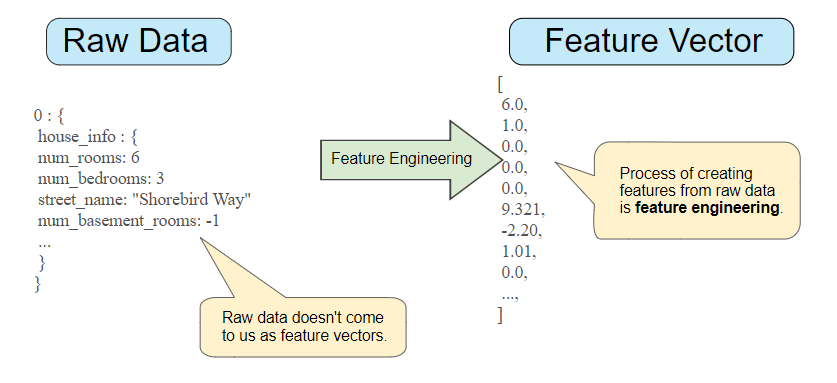 Raw Data
0 : {
house_info : {
num_rooms: 6
num_bedrooms: 3
street_name: "Shorebird Way"
num_basement_rooms: -1
...
}
}
Raw data doesn't come
to us as feature vectors.
Feature Engineering
Feature Vector
[
6.0,
1.0,
0.0,
0.0,
0.0,
9.321,
-2.20,
1.01,
0.0,
...,
]
Process of creating
features from raw data
is feature engineering.